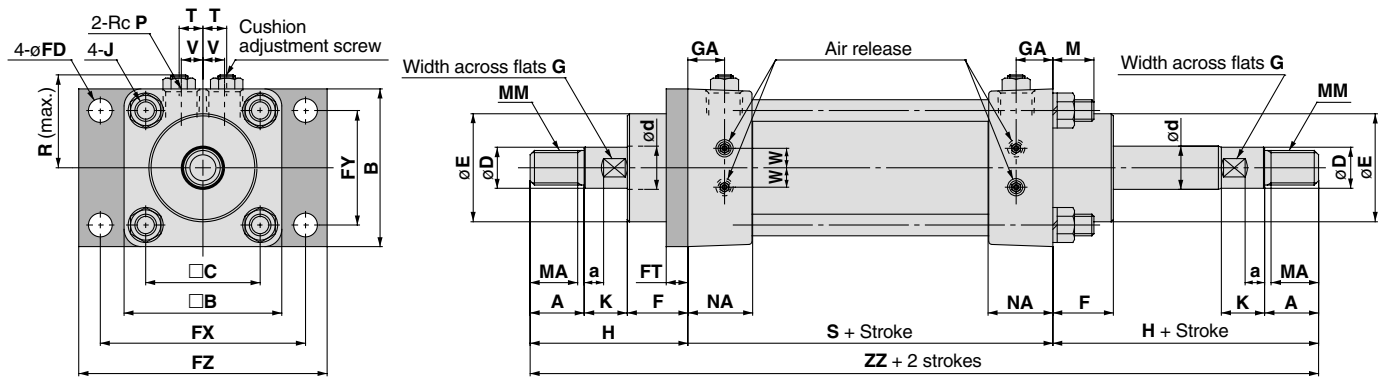 T T
2-Rc P
Cushion
adjustment screw
4-øFD
4-J
V V
R (max.)
FY
B
□C
□B
FX
FZ
GA
Air release
GA
M
Width across flats G
Width across flats G
MM
MM
ød
ød
øE
øD
W
W
øD
øE
MA
a
FT
a
MA
A
K
F
NA
NA
F
K
A
H
S + Stroke
H + Stroke
ZZ + 2 strokes